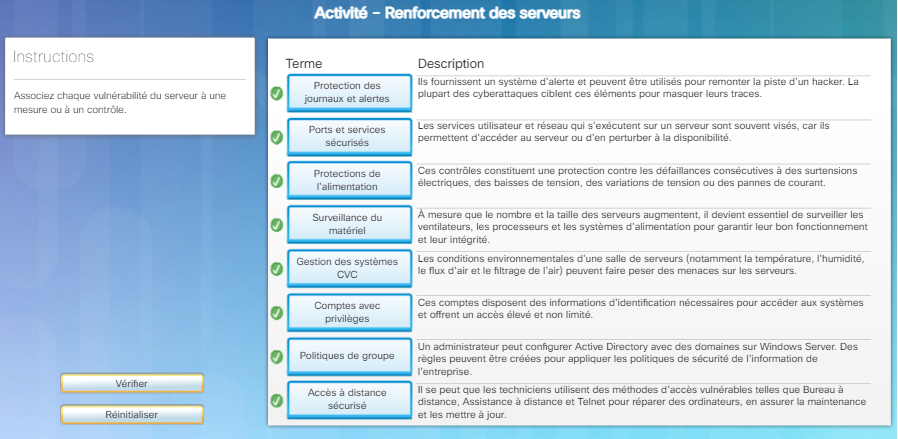 Activité – Renforcement des serveurs
Instructions
Associez chaque vulnérabilité du serveur à une
mesure ou à un contrôle.
Vérifier
Réinitialiser
Terme
Description
Protection des
journaux et alertes
Ils fournissent un système d'alerte et peuvent être utilisés pour remonter la piste d'un hacker. La
plupart des cyberattaques ciblent ces éléments pour masquer leurs traces.
Ports et services
sécurisés
Les services utilisateur et réseau qui s'exécutent sur un serveur sont souvent visés, car ils
permettent d'accéder au serveur ou d'en perturber à la disponibilité.
Protections de
l'alimentation
Ces contrôles constituent une protection contre les défaillances consécutives à des surtensions
électriques, des baisses de tension, des variations de tension ou des pannes de courant.
Surveillance du
matériel
À mesure que le nombre et la taille des serveurs augmentent, il devient essentiel de surveiller les
ventilateurs, les processeurs et les systèmes d'alimentation pour garantir leur bon fonctionnement
et leur intégrité.
Gestion des systèmes
CVC
Les conditions environnementales d'une salle de serveurs (notamment la température, l'humidité,
le flux d'air et le filtrage de l'air) peuvent faire peser des menaces sur les serveurs.
Comptes avec
privilèges
Ces comptes disposent des informations d'identification nécessaires pour accéder aux systèmes
et offrent un accès élevé et non limité.
Politiques de groupe
Un administrateur peut configurer Active Directory avec des domaines sur Windows Server. Des
règles peuvent être créées pour appliquer les politiques de sécurité de l'information de
l'entreprise.
Accès à distance
sécurisé
Il se peut que les techniciens utilisent des méthodes d'accès vulnérables telles que Bureau à
distance, Assistance à distance et Telnet pour réparer des ordinateurs, en assurer la maintenance
et les mettre à jour.